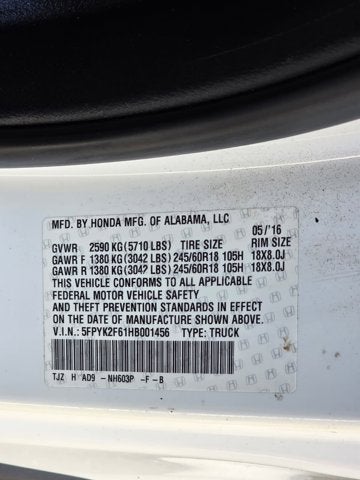 MFD. BY HONDA MFG. OF ALABAMA, LLC 05/'16
GVWR 2590 KG (5710 LBS) TIRE SIZE RIM SIZE
GAWR F 1380 KG (3042 LBS) 245/60R18 105H 18X8.0J
GAWR R 1380 KG (3042 LBS) 245/60R18 105H 18X8.0J
THIS VEHICLE CONFORMS TO ALL APPLICABLE
FEDERAL MOTOR VEHICLE SAFETY
AND THEFT PREVENTION STANDARDS IN EFFECT
ON THE DATE OF MANUFACTURE SHOWN ABOVE.
V.I.N.: 5FPYK2F61HB001456 TYPE: TRUCK
TJZ H AD9 -NH603P -F -B